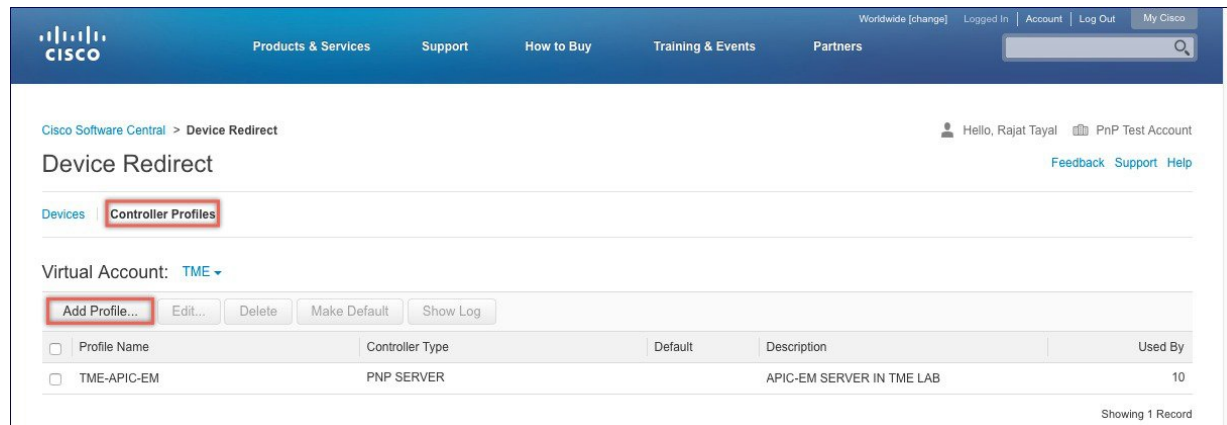 Worldwide [change] Logged In | Account | Log Out My Cisco
CISCO Products & Services Support How to Buy Training & Events Partners
Cisco Software Central > Device Redirect Hello, Rajat Tayal PnP Test Account
Device Redirect Feedback Support Help
Devices Controller Profiles
Virtual Account: TME
Add Profile... Edit... Delete Make Default Show Log
Profile Name Controller Type Default Description Used By
TME-APIC-EM PNP SERVER APIC-EM SERVER IN TME LAB 10
Showing 1 Record